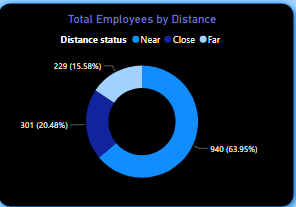 Total Employees by Distance
Distance status Near Close Far
229 (15.58%)
301 (20.48%)
940 (63.95%)